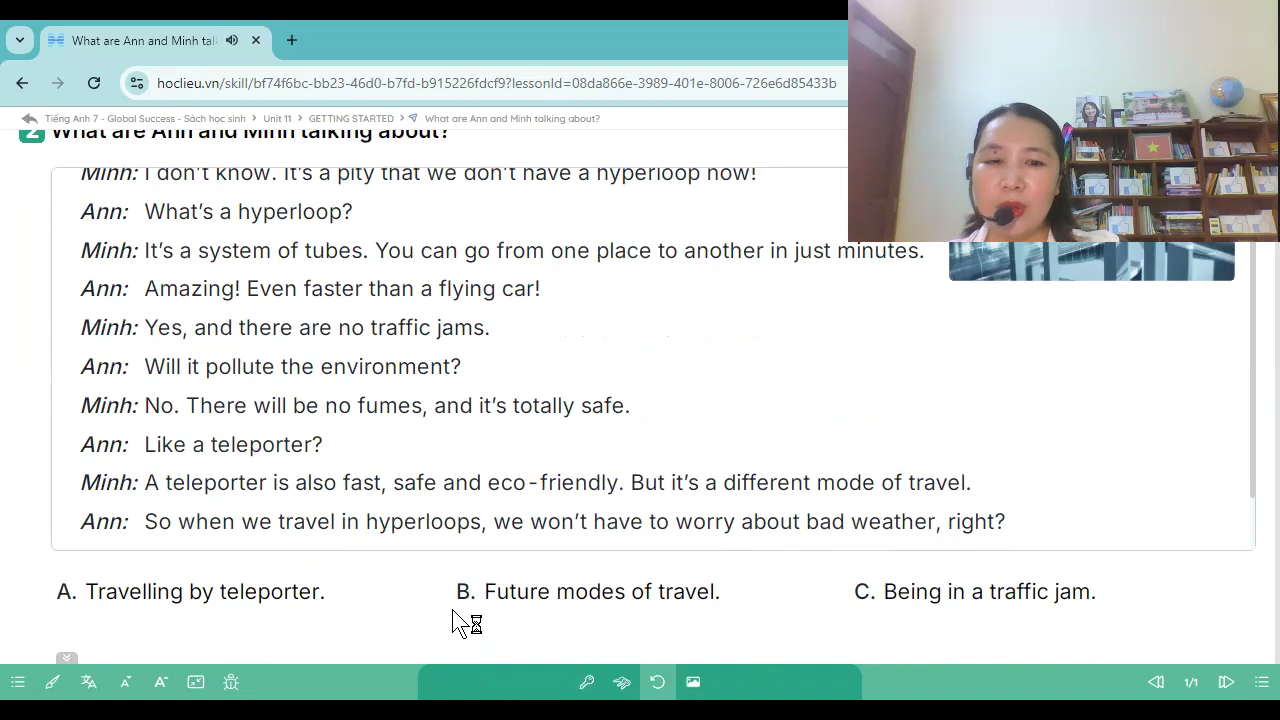 What are Ann and Minh tal
hoclieu.vn/skill/bf74f6bc-bb23-46d0-b7fd-b915226fdcf9?lessonId=08da866e-3989-401e-8006-726e6d85433b
Tiếng Anh 7 - Global Success - Sách học sinh > Unit 11 > GETTING STARTED > What are Ann and Minh talking about?
2 What are Ann and Minh talking about?
Minh: I don't know. It's a pity that we don't have a hyperloop now!
Ann: What's a hyperloop?
Minh: It's a system of tubes. You can go from one place to another in just minutes.
Ann: Amazing! Even faster than a flying car!
Minh: Yes, and there are no traffic jams.
Ann: Will it pollute the environment?
Minh: No. There will be no fumes, and it's totally safe.
Ann: Like a teleporter?
Minh: A teleporter is also fast, safe and eco-friendly. But it's a different mode of travel.
Ann: So when we travel in hyperloops, we won't have to worry about bad weather, right?
A. Travelling by teleporter.
B. Future modes of travel.
C. Being in a traffic jam.
1/1